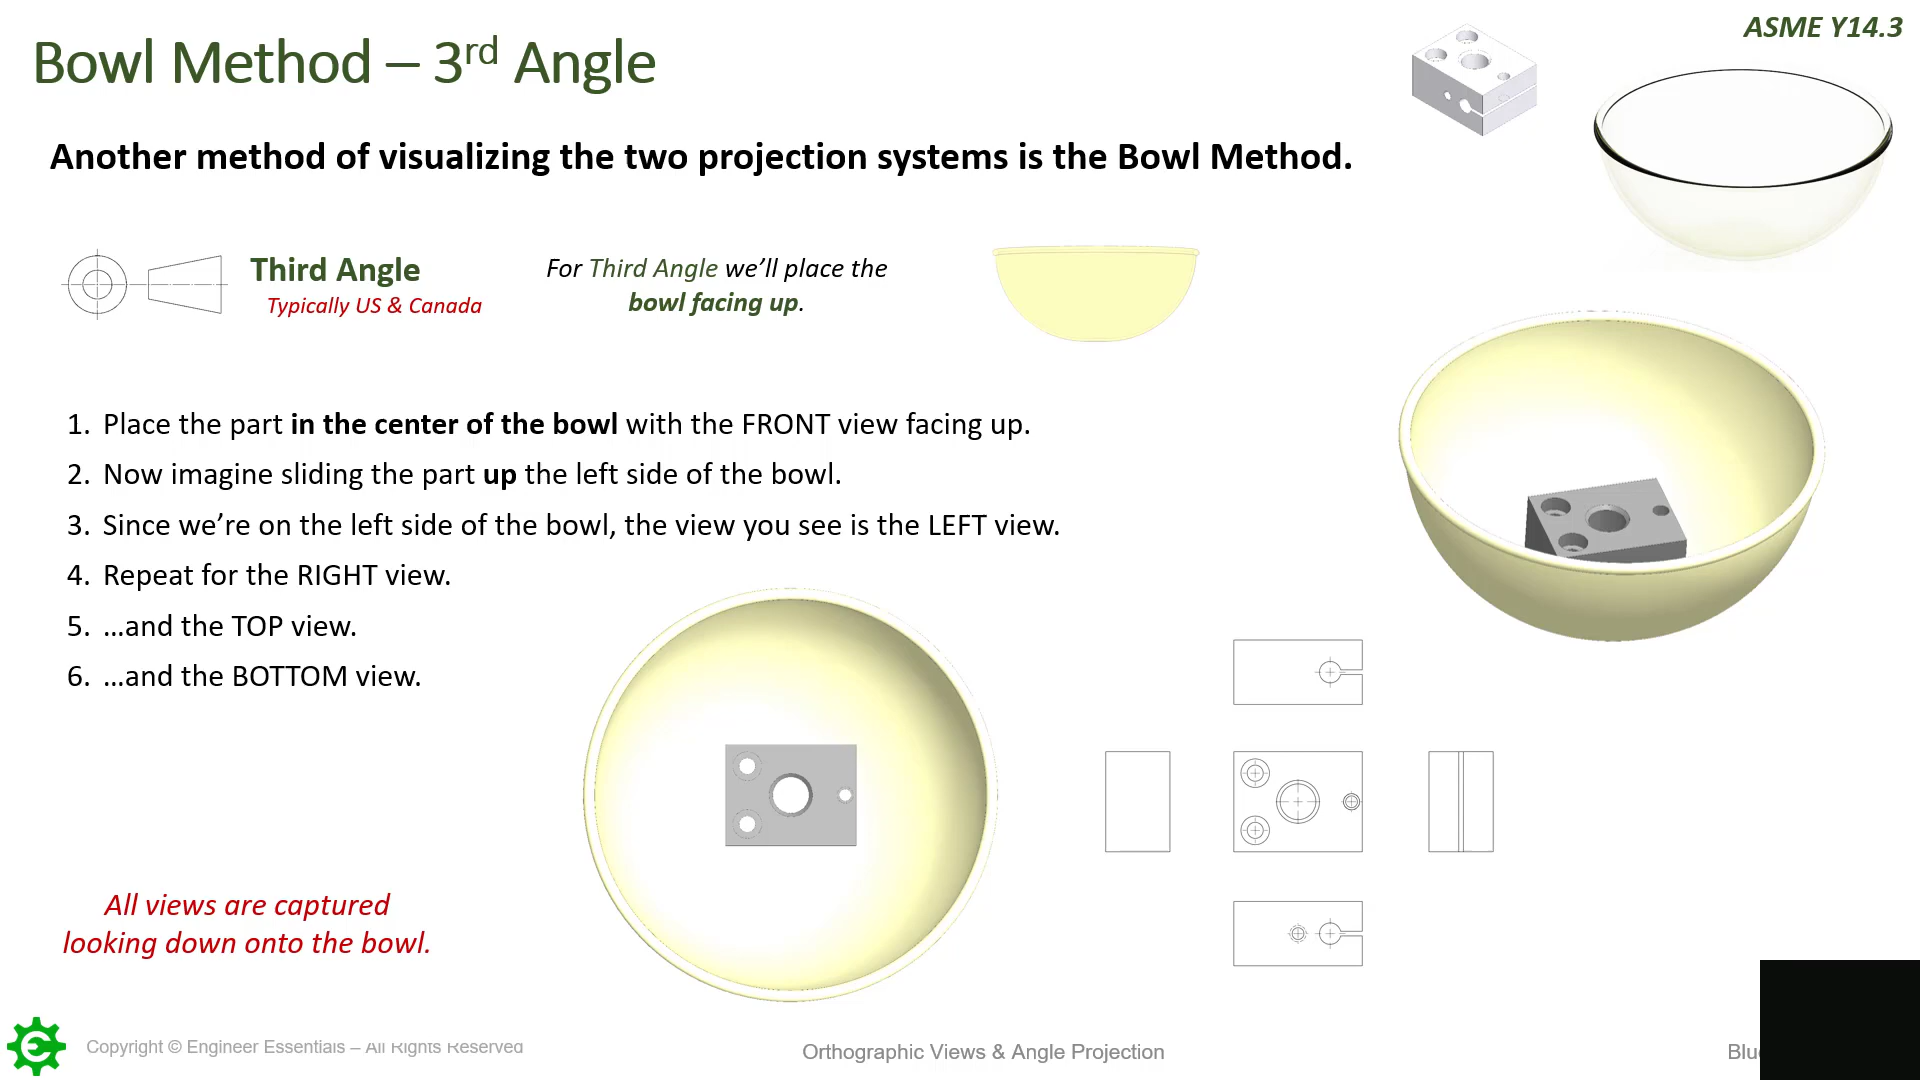 Bowl Method – 3rd Angle
ASME Y14.3
Another method of visualizing the two projection systems is the Bowl Method.
Third Angle
Typically US & Canada
For Third Angle we’ll place the
bowl facing up.
1. Place the part in the center of the bowl with the FRONT view facing up.
2. Now imagine sliding the part up the left side of the bowl.
3. Since we’re on the left side of the bowl, the view you see is the LEFT view.
4. Repeat for the RIGHT view.
5. …and the TOP view.
6. …and the BOTTOM view.
All views are captured
looking down onto the bowl.
Copyright © Engineer Essentials – All Rights Reserved
Orthographic Views & Angle Projection